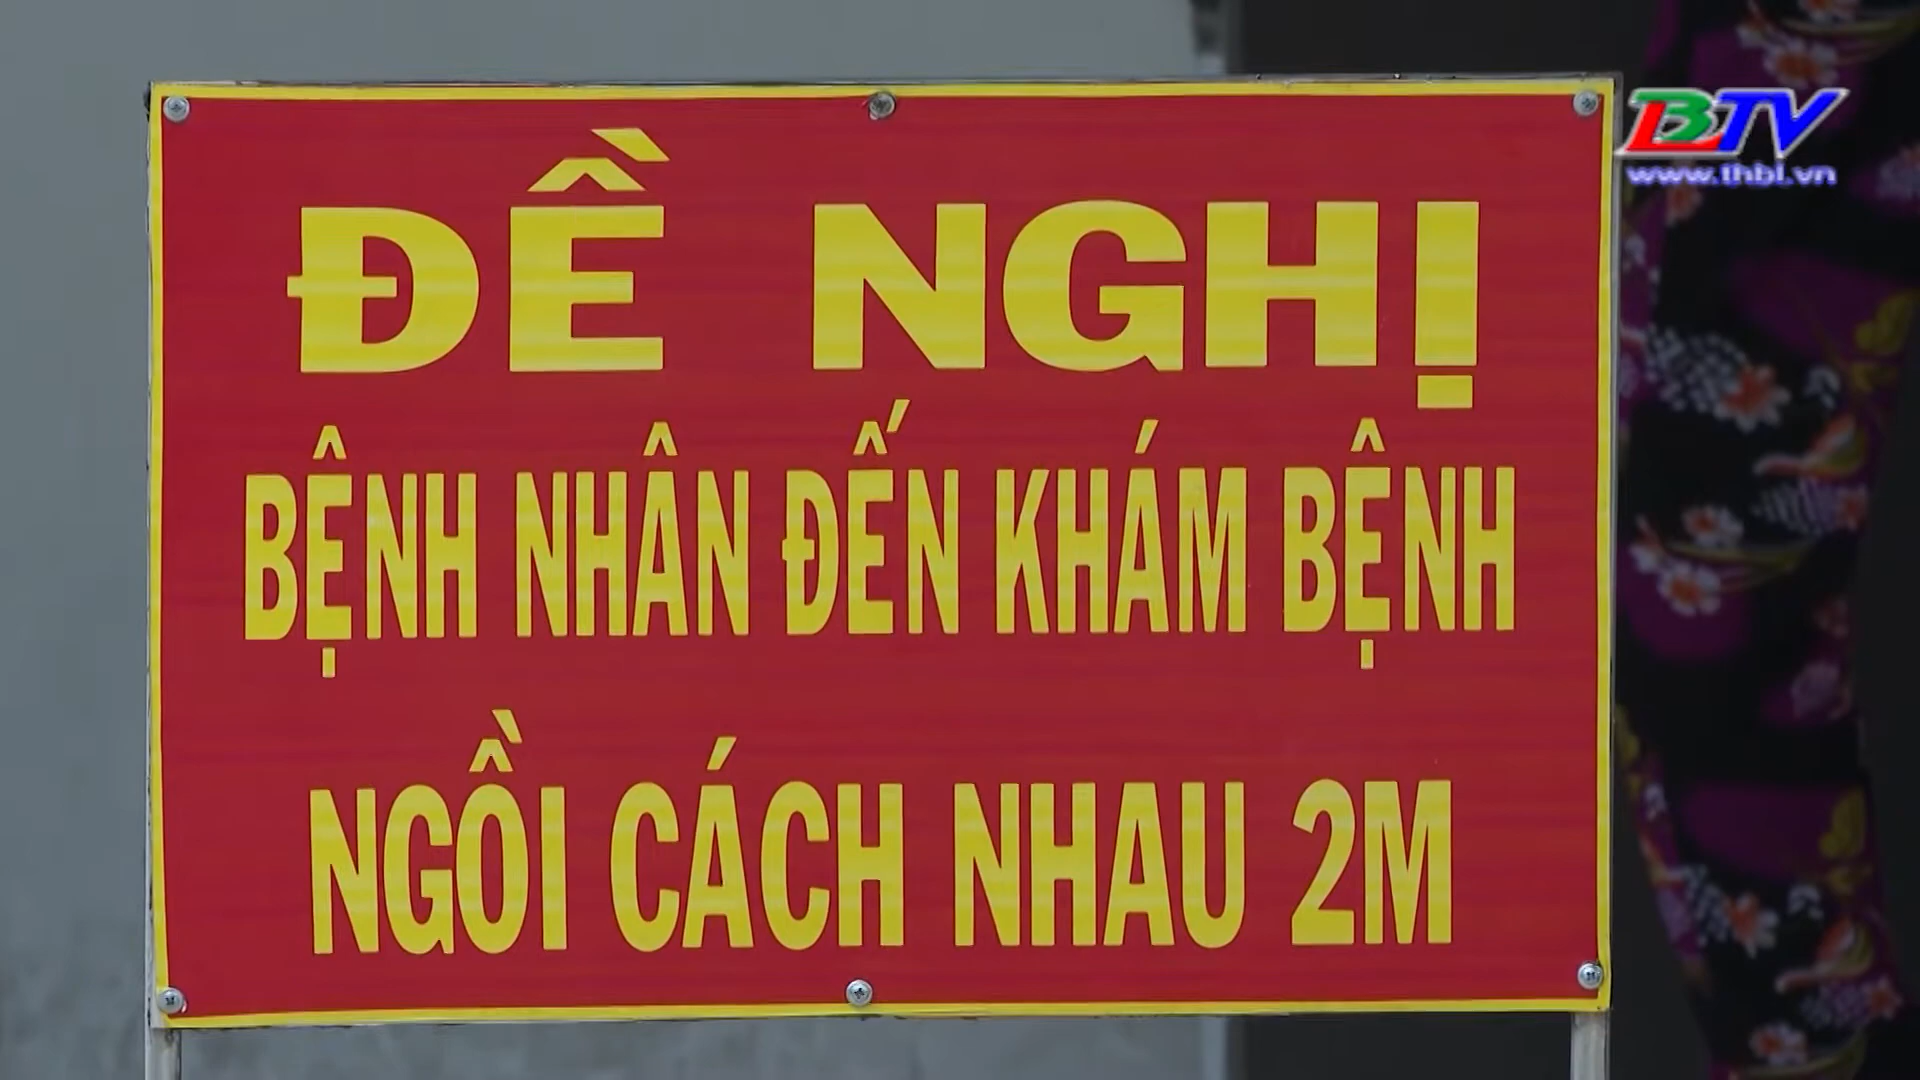 ĐỀ NGHỊ
BỆNH NHÂN ĐẾN KHÁM BỆNH
NGỒI CÁCH NHAU 2M
BTV
www.thbl.vn